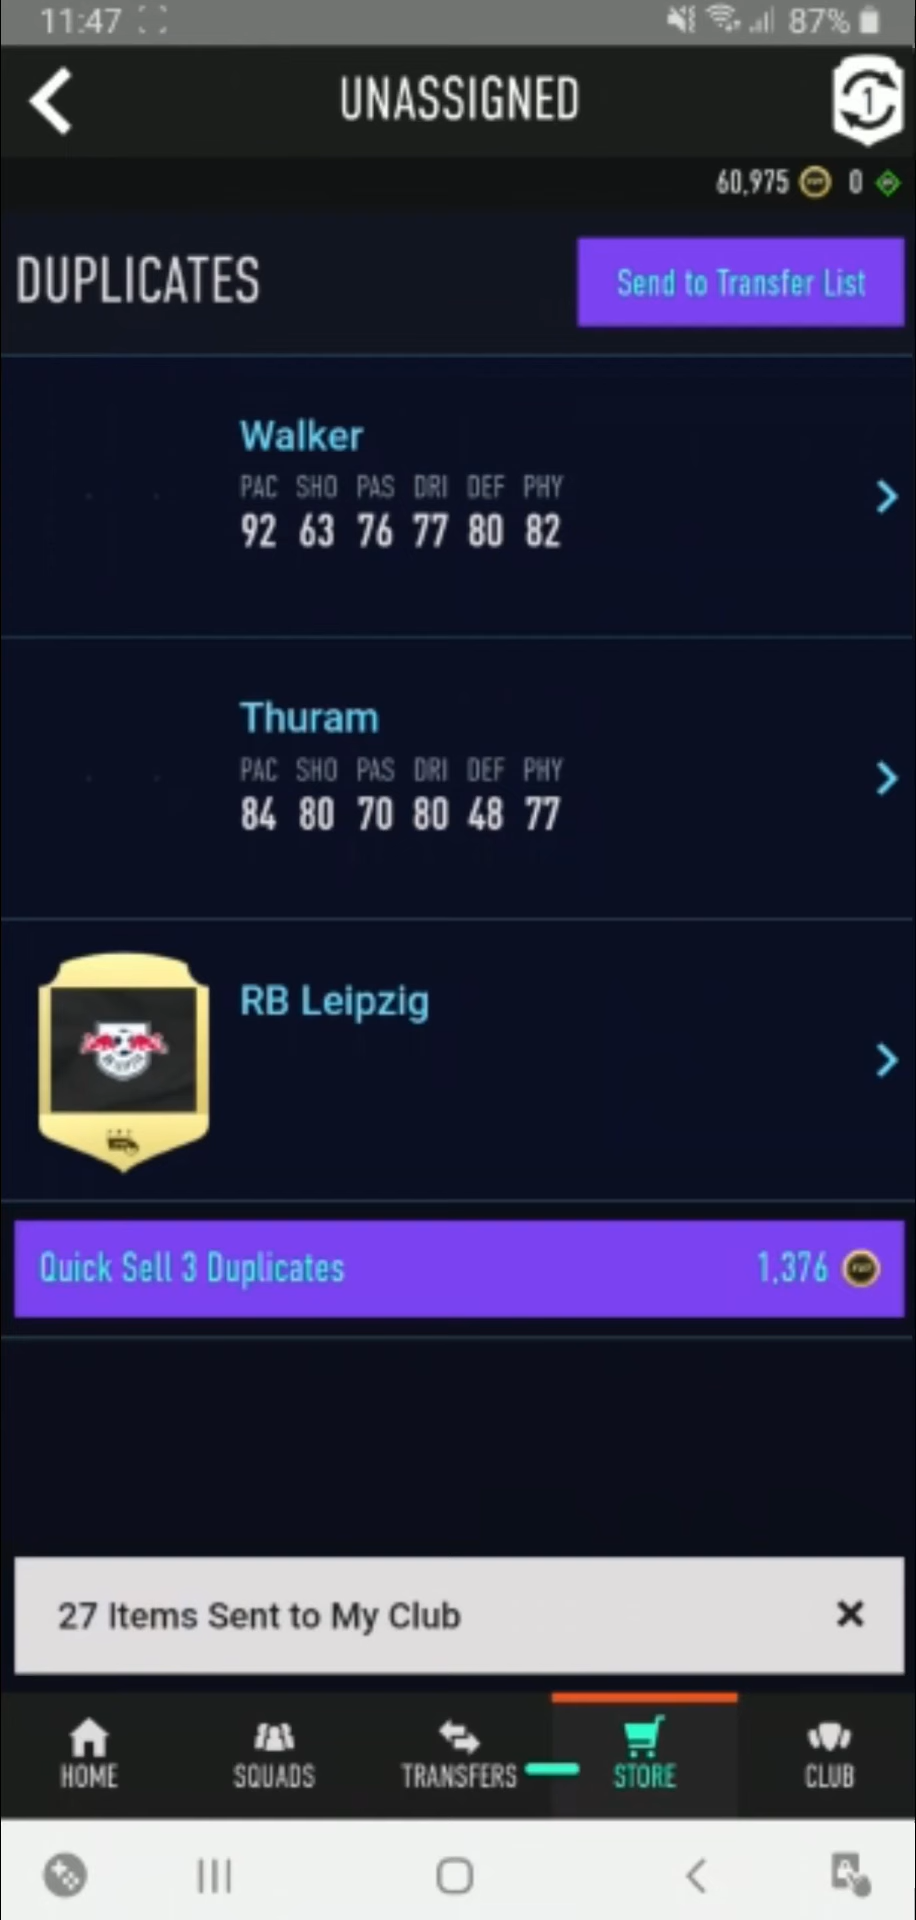 11:47 87%
UNASSIGNED
1
60,975 0
DUPLICATES
Send to Transfer List
Walker
PAC SHO PAS DRI DEF PHY
92 63 76 77 80 82
Thuram
PAC SHO PAS DRI DEF PHY
84 80 70 80 48 77
RB Leipzig
Quick Sell 3 Duplicates 1,376
27 Items Sent to My Club
HOME SQUADS TRANSFERS STORE CLUB